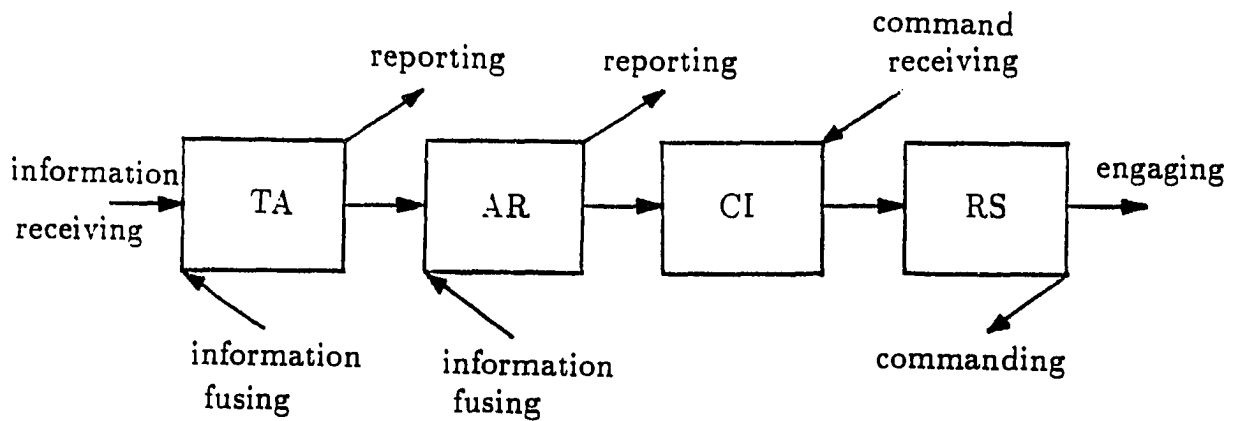 command
receiving
reporting
reporting
information
receiving
TA
AR
CI
RS
engaging
information
fusing
information
fusing
commanding